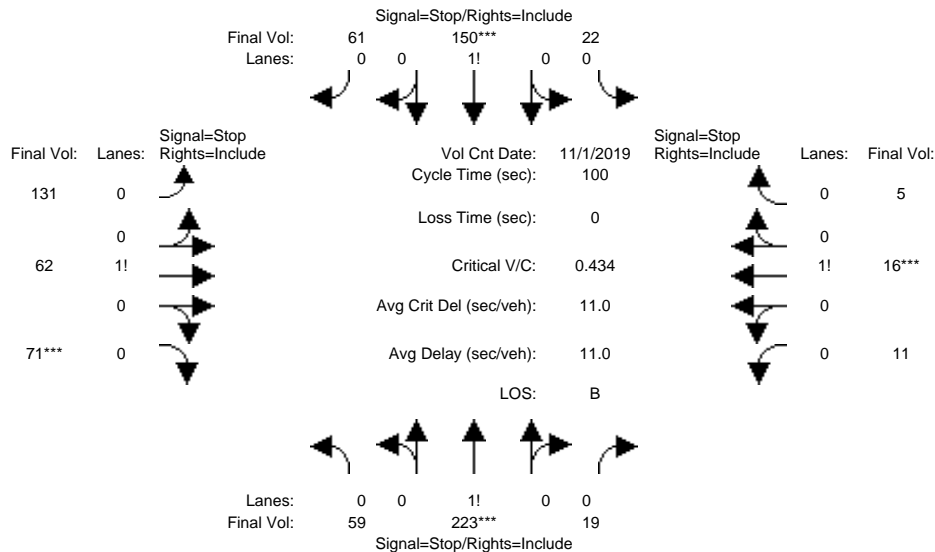 Signal=Stop/Rights=Include
Final Vol: 61 150*** 22
Lanes: 0 0 1! 0 0
Signal=Stop Signal=Stop
Final Vol: Lanes: Rights=Include Vol Cnt Date: 11/1/2019 Rights=Include Lanes: Final Vol:
Cycle Time (sec): 100
131 0 0 5
Loss Time (sec): 0
0 0
62 1! Critical V/C: 0.434 1! 16***
0 Avg Crit Del (sec/veh): 11.0 0
71*** 0 Avg Delay (sec/veh): 11.0 0 11
LOS: B
Lanes: 0 0 1! 0 0
Final Vol: 59 223*** 19
Signal=Stop/Rights=Include